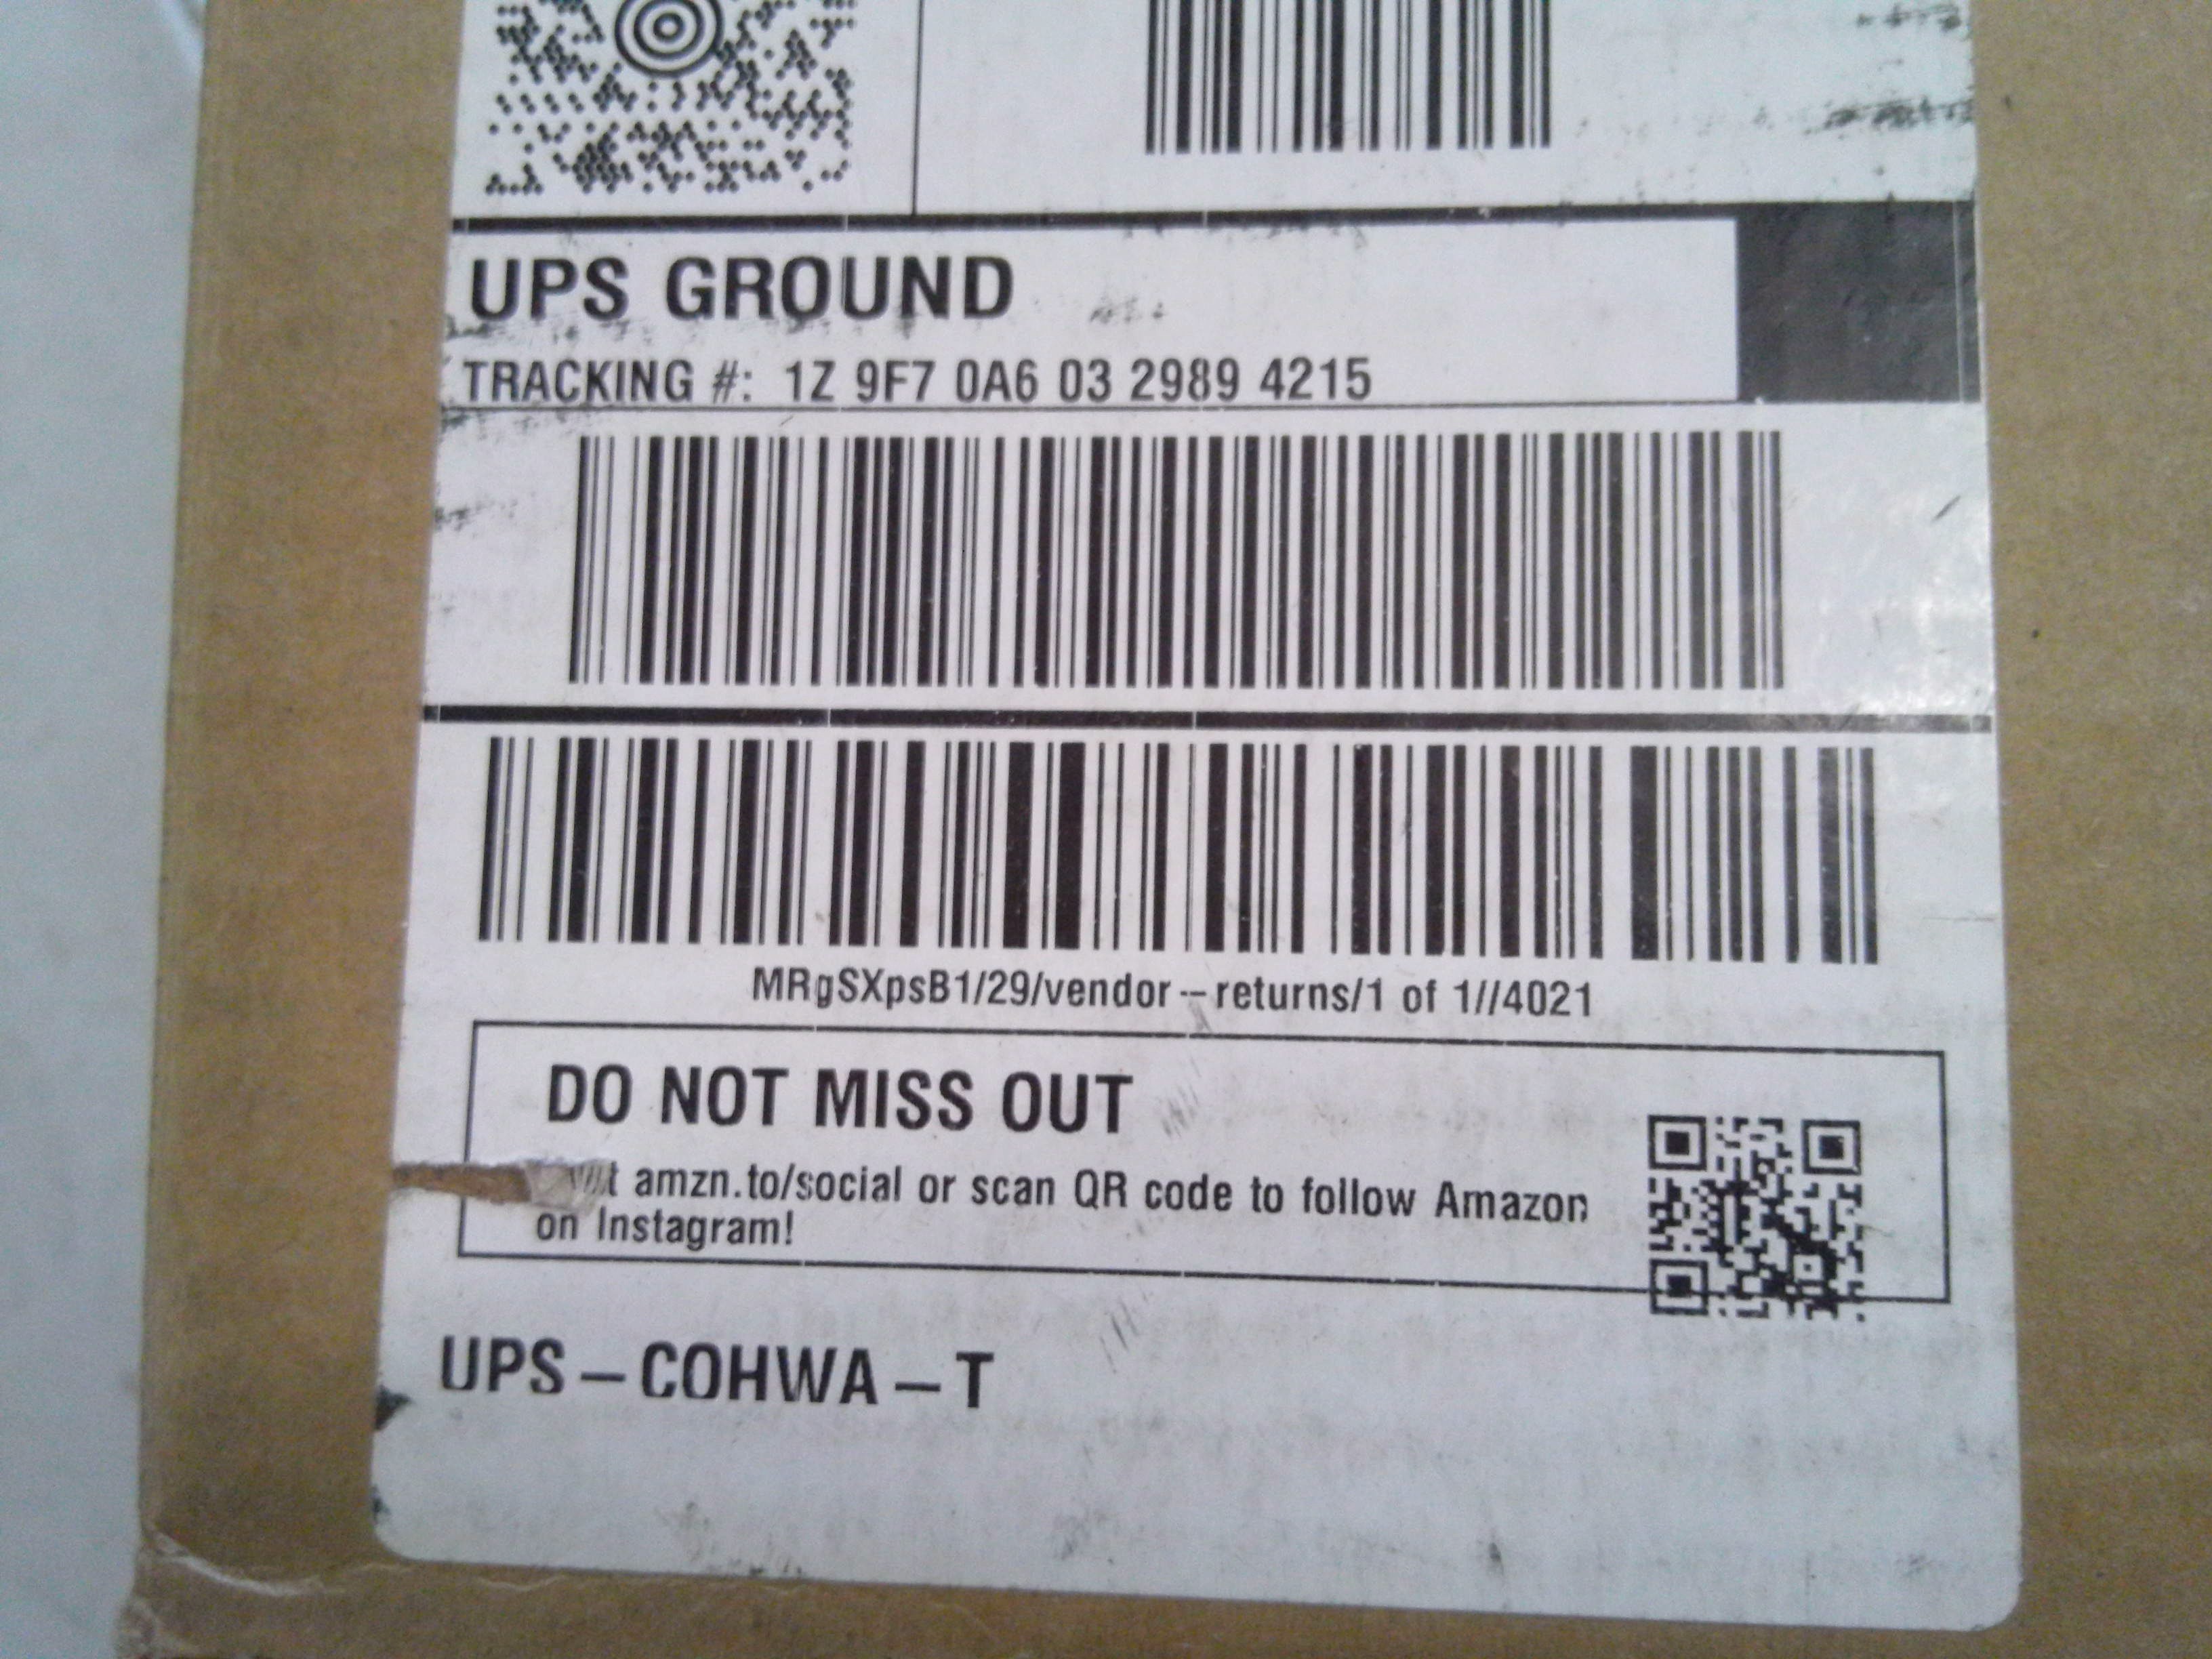 UPS GROUND
TRACKING #: 1Z 9F7 0A6 03 2989 4215
MRgSXpsB1/29/vendor--returns/1 of 1//4021
DO NOT MISS OUT
amzn.to/social or scan QR code to follow Amazon
on Instagram!
UPS-COHWA-T